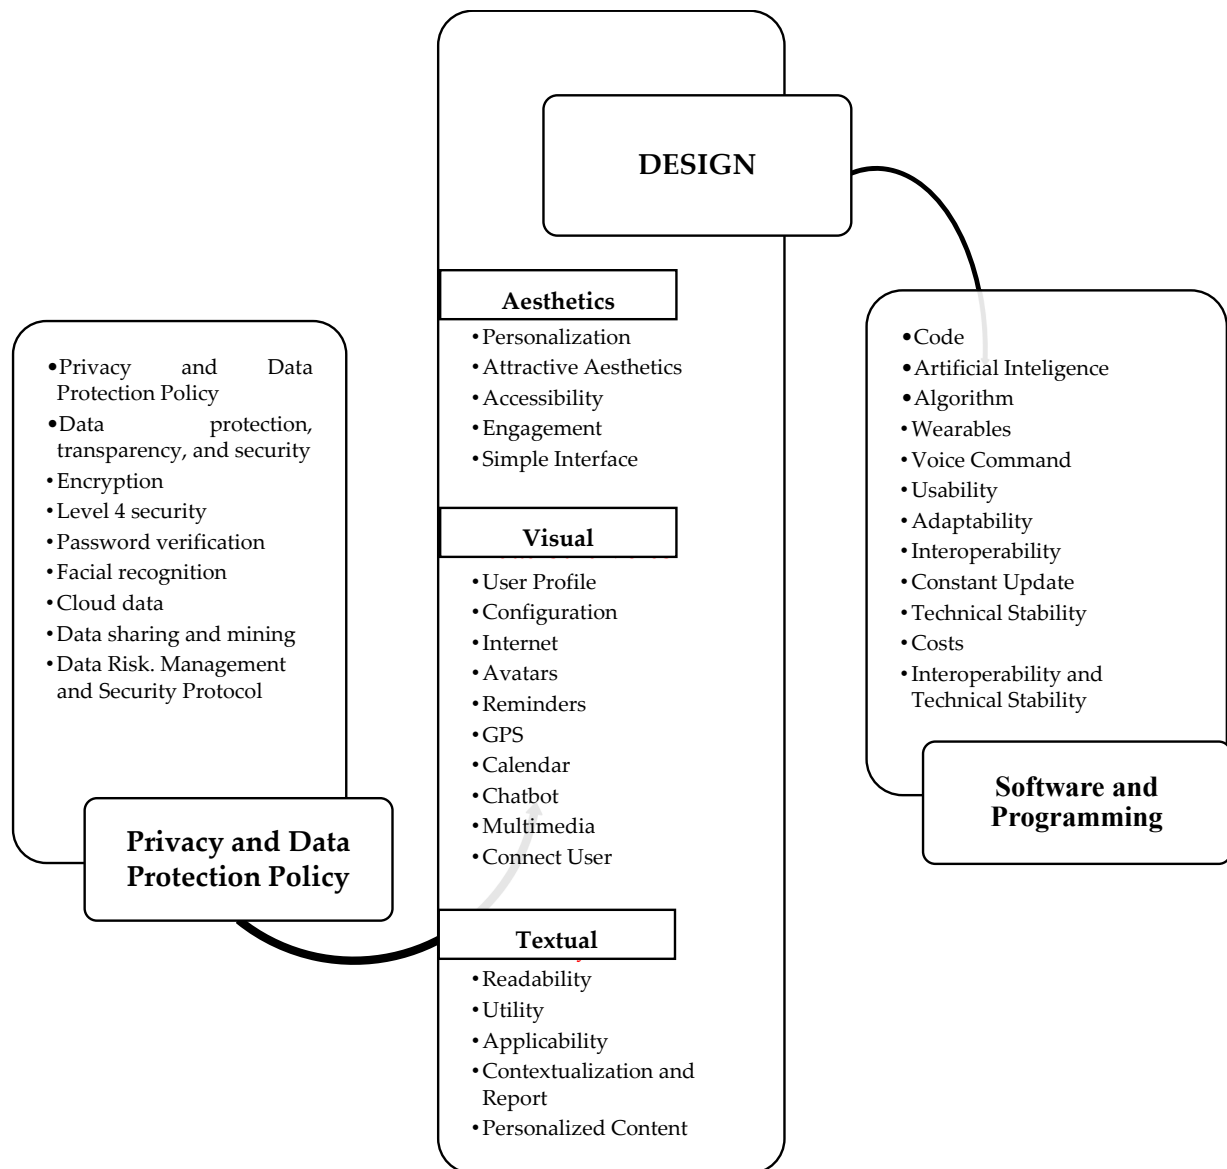 •Privacy and Data
Protection Policy
•Data protection,
transparency, and security
•Encryption
•Level 4 security
•Password verification
•Facial recognition
•Cloud data
•Data sharing and mining
•Data Risk. Management
and Security Protocol
Privacy and Data
Protection Policy
DESIGN
Aesthetics
•Personalization
•Attractive Aesthetics
•Accessibility
•Engagement
•Simple Interface
Visual
•User Profile
•Configuration
•Internet
•Avatars
•Reminders
•GPS
•Calendar
•Chatbot
•Multimedia
•Connect User
Textual
•Readability
•Utility
•Applicability
•Contextualization and
Report
•Personalized Content
•Code
•Artificial Inteligence
•Algorithm
•Wearables
•Voice Command
•Usability
•Adaptability
•Interoperability
•Constant Update
•Technical Stability
•Costs
•Interoperability and
Technical Stability
Software and
Programming